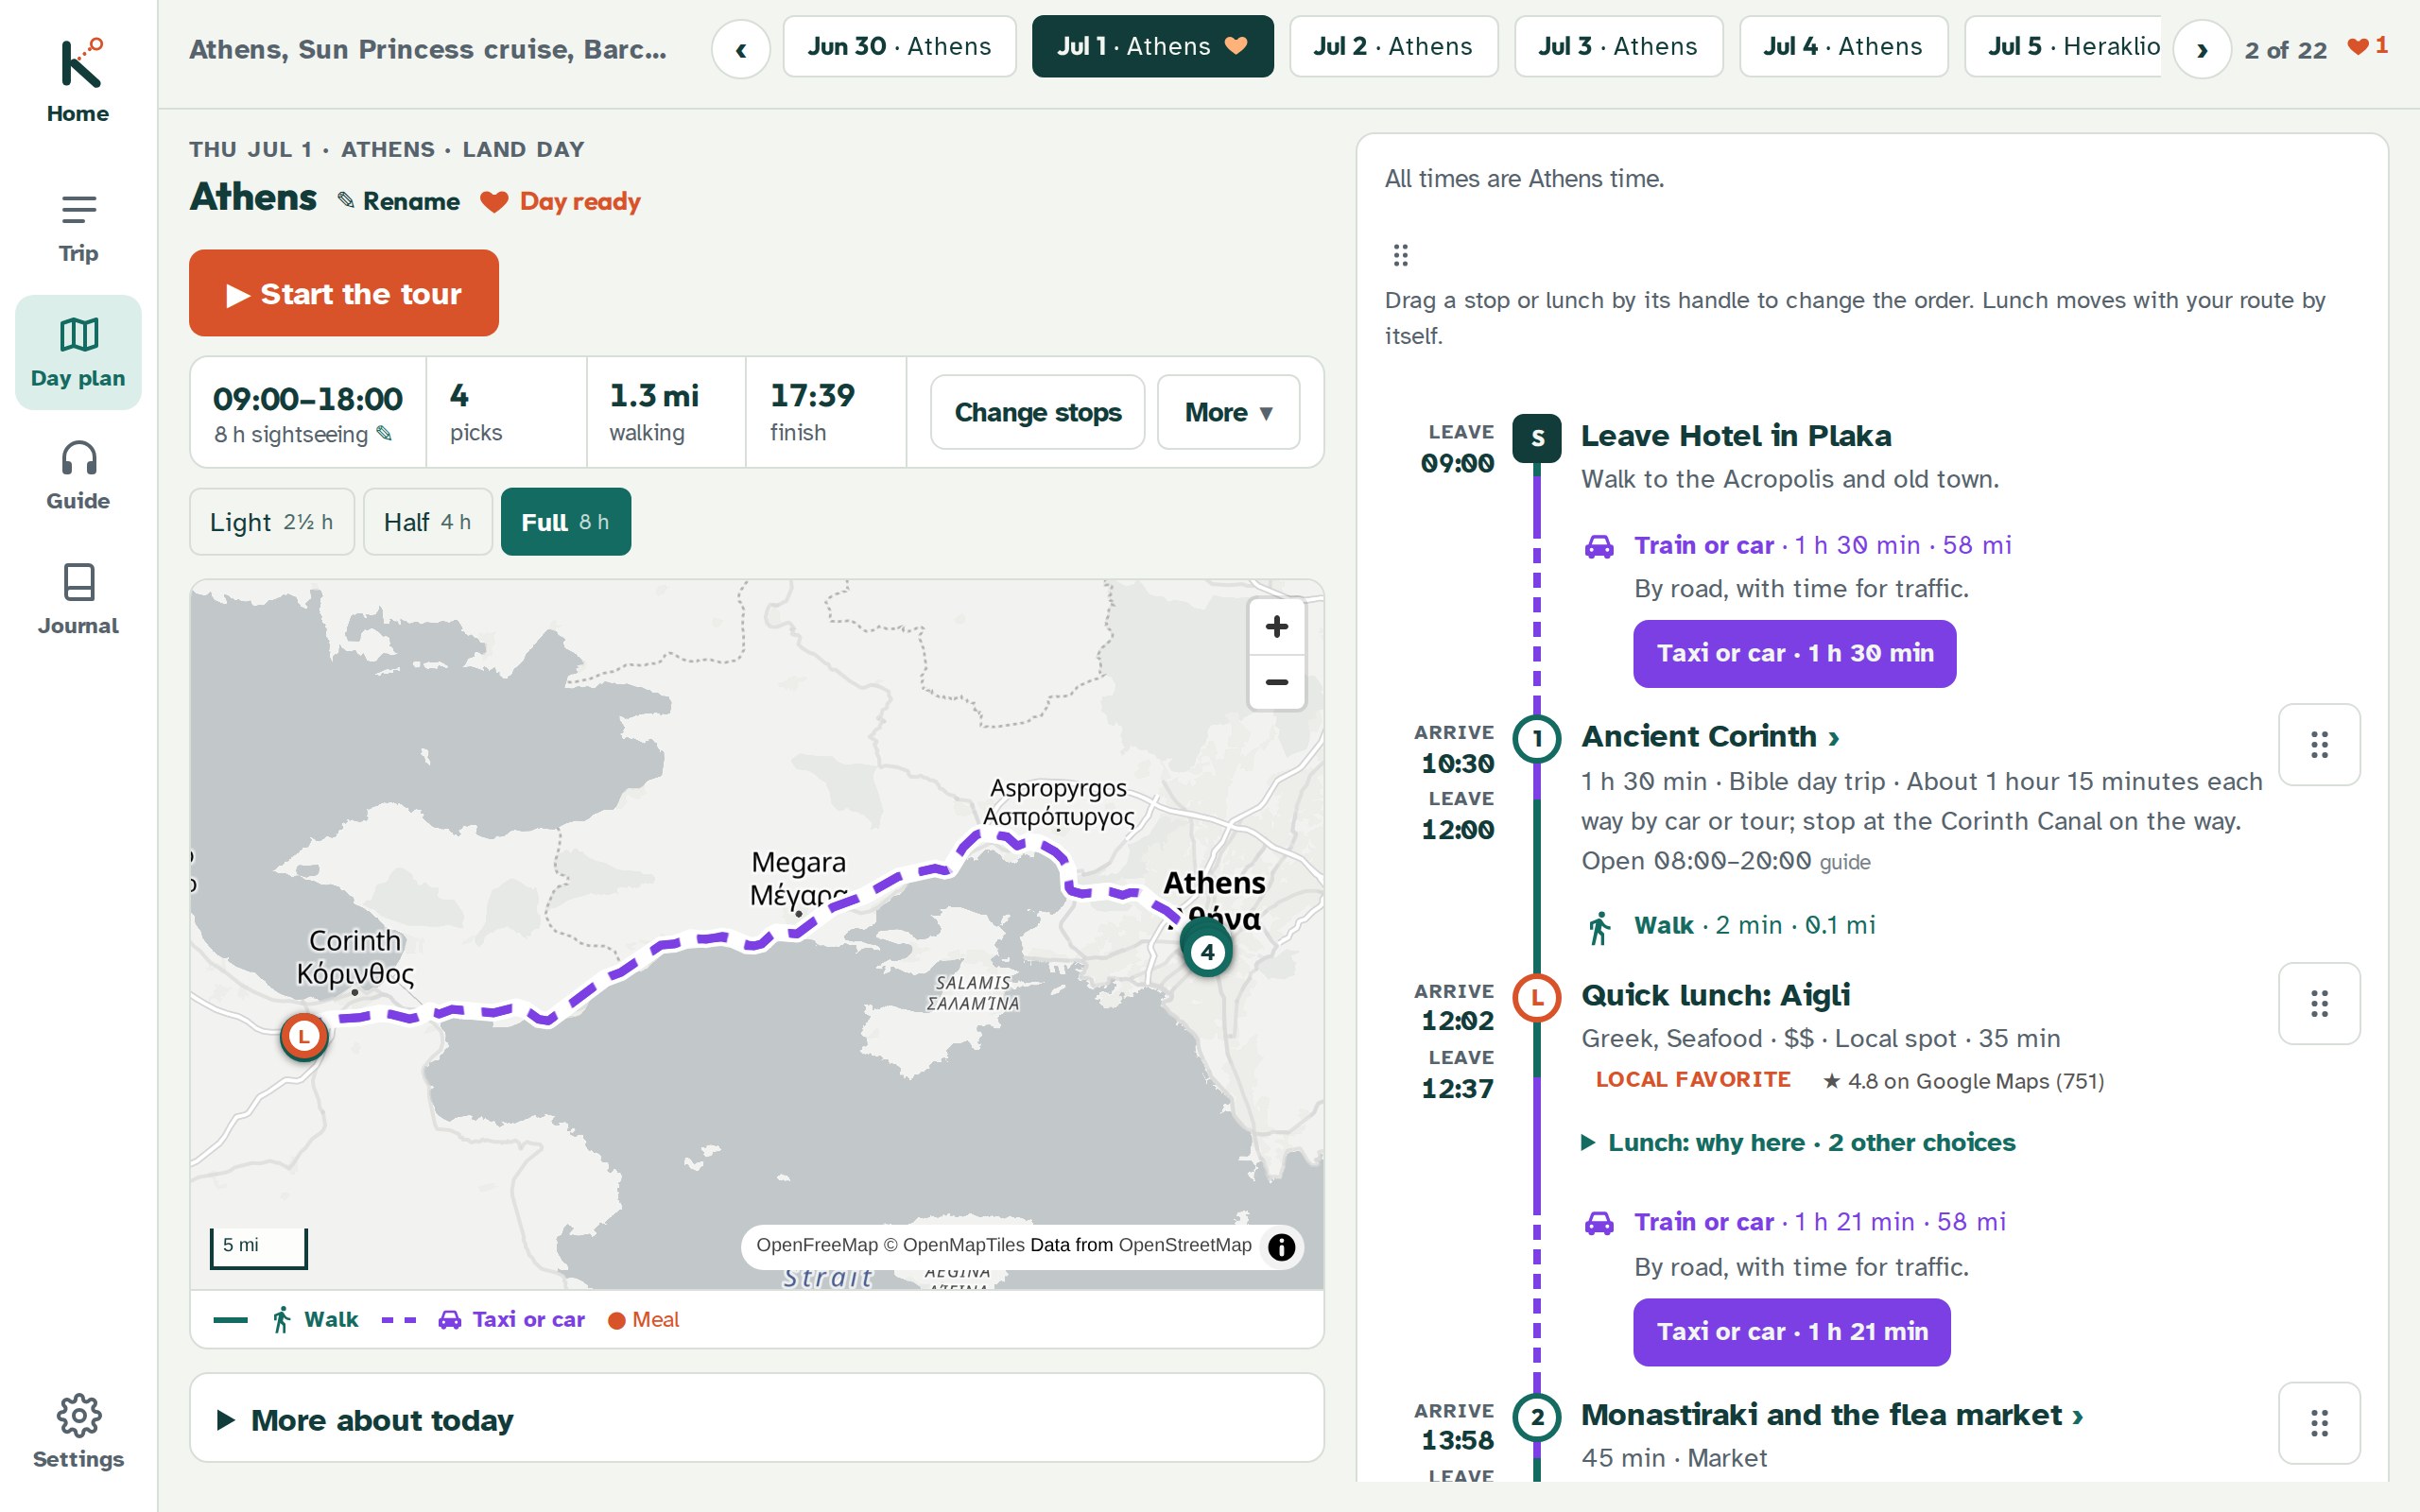 Home
Trip
Day plan
Guide
Journal
Settings
Athens, Sun Princess cruise, Barc...
‹
Jun 30 · Athens
Jul 1 · Athens
Jul 2 · Athens
Jul 3 · Athens
Jul 4 · Athens
Jul 5 · Heraklio
›
2 of 22
1
THU JUL 1 · ATHENS · LAND DAY
Athens
✎ Rename
Day ready
▶ Start the tour
09:00–18:00
8 h sightseeing ✎
4
picks
1.3 mi
walking
17:39
finish
Change stops
More ▾
Light 2½ h
Half 4 h
Full 8 h
+
−
Aspropyrgos
Ασπρόπυργος
Megara
Μέγαρα
Athens
Corinth
Κόρινθος
4
L
SALAMIS
ΣΑΛΑΜΊΝΑ
5 mi
OpenFreeMap © OpenMapTiles Data from OpenStreetMap
Strait
AEGINA
Walk
Taxi or car
Meal
▶ More about today
All times are Athens time.
Drag a stop or lunch by its handle to change the order. Lunch moves with your route by
itself.
LEAVE
09:00
S
Leave Hotel in Plaka
Walk to the Acropolis and old town.
Train or car · 1 h 30 min · 58 mi
By road, with time for traffic.
Taxi or car · 1 h 30 min
ARRIVE
10:30
LEAVE
12:00
1
Ancient Corinth ›
1 h 30 min · Bible day trip · About 1 hour 15 minutes each
way by car or tour; stop at the Corinth Canal on the way.
Open 08:00–20:00 guide
Walk · 2 min · 0.1 mi
ARRIVE
12:02
LEAVE
12:37
L
Quick lunch: Aigli
Greek, Seafood · $$ · Local spot · 35 min
LOCAL FAVORITE
★ 4.8 on Google Maps (751)
▶ Lunch: why here · 2 other choices
Train or car · 1 h 21 min · 58 mi
By road, with time for traffic.
Taxi or car · 1 h 21 min
ARRIVE
13:58
LEAVE
2
Monastiraki and the flea market ›
45 min · Market